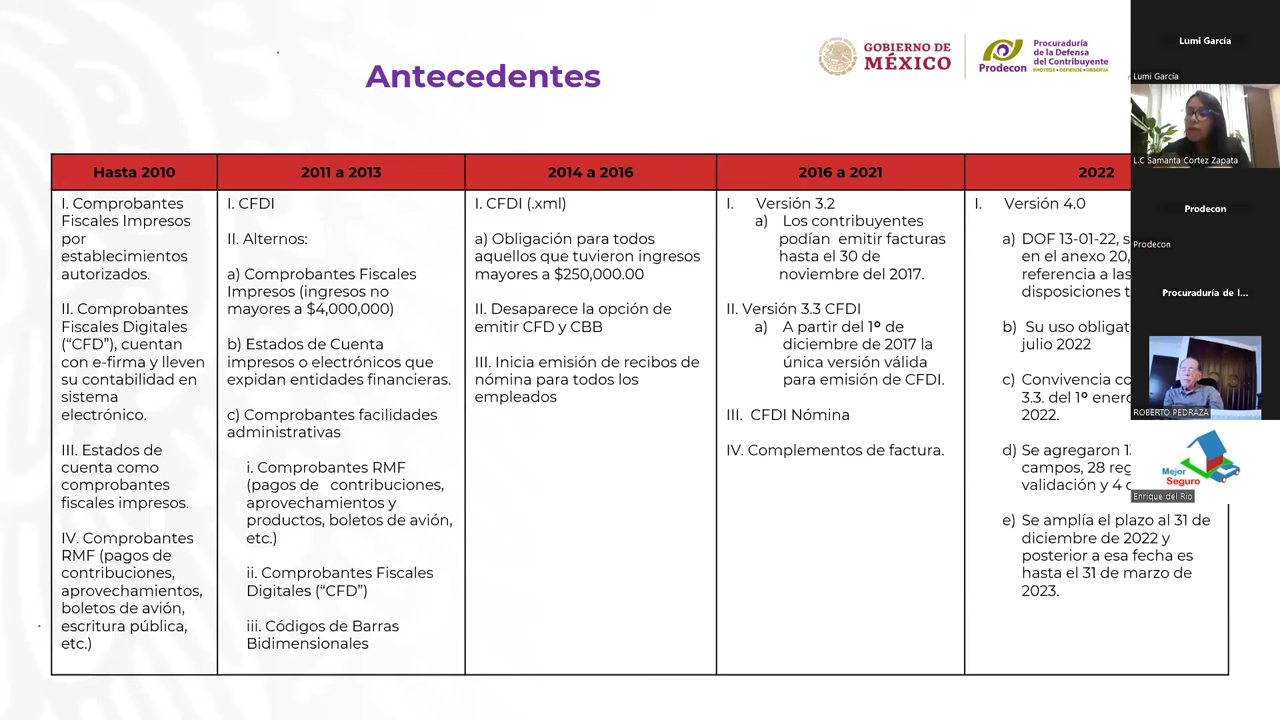 Antecedentes
GOBIERNO DE
MÉXICO
Prodecon
Procuraduría
de la Defensa
del Contribuyente
PROTEGE•DEFIENDE•OBSERVA
Hasta 2010
I. Comprobantes
Fiscales Impresos
por
establecimientos
autorizados.
II. Comprobantes
Fiscales Digitales
(“CFD”), cuentan
con e-firma y lleven
su contabilidad en
sistema
electrónico.
III. Estados de
cuenta como
comprobantes
fiscales impresos.
IV. Comprobantes
RMF (pagos de
contribuciones,
aprovechamientos,
boletos de avión,
escritura pública,
etc.)
2011 a 2013
I. CFDI
II. Alternos:
a) Comprobantes Fiscales
Impresos (ingresos no
mayores a $4,000,000)
b) Estados de Cuenta
impresos o electrónicos que
expidan entidades financieras.
c) Comprobantes facilidades
administrativas
i. Comprobantes RMF
(pagos de contribuciones,
aprovechamientos y
productos, boletos de avión,
etc.)
ii. Comprobantes Fiscales
Digitales (“CFD”)
iii. Códigos de Barras
Bidimensionales
2014 a 2016
I. CFDI (.xml)
a) Obligación para todos
aquellos que tuvieron ingresos
mayores a $250,000.00
II. Desaparece la opción de
emitir CFD y CBB
III. Inicia emisión de recibos de
nómina para todos los
empleados
2016 a 2021
I. Versión 3.2
a) Los contribuyentes
podían emitir facturas
hasta el 30 de
noviembre del 2017.
II. Versión 3.3 CFDI
a) A partir del 1º de
diciembre de 2017 la
única versión válida
para emisión de CFDI.
III. CFDI Nómina
IV. Complementos de factura.
2022
I. Versión 4.0
a) DOF 13-01-22,
en el anexo 20,
referencia a las
disposiciones
b) Su uso
julio 2022
c) Convivencia
3.3. del 1º
2022.
d) Se agregaron
campos, 28
validación y 4
e) Se amplía el plazo al 31 de
diciembre de 2022 y
posterior a esa fecha es
hasta el 31 de marzo de
2023.
Lumi García
Lumi García
L.C Samanta Cortez Zapata
Prodecon
Prodecon
Procuraduría de l...
ROBERTO PEDRAZA
Mejor
Seguro
Enrique del Río